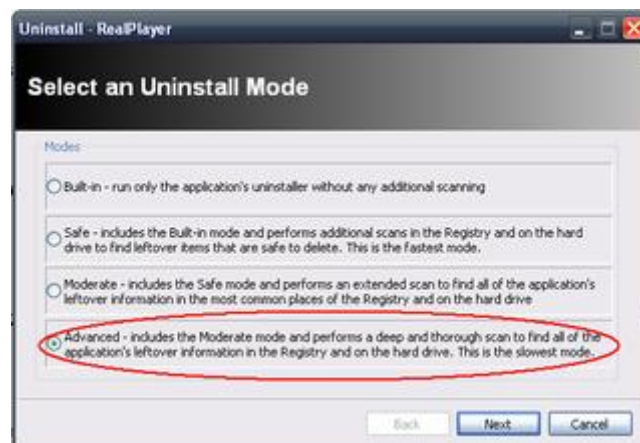 Uninstall - RealPlayer
Select an Uninstall Mode
Modes
Built-in - run only the application's uninstaller without any additional scanning
Safe - includes the Built-in mode and performs additional scans in the Registry and on the hard
drive to find leftover items that are safe to delete. This is the fastest mode.
Moderate - includes the Safe mode and performs an extended scan to find all of the application's
leftover information in the most common places of the Registry and on the hard drive
Advanced - includes the Moderate mode and performs a deep and thorough scan to find all of the
application's leftover information in the Registry and on the hard drive. This is the slowest mode.
Back Next Cancel